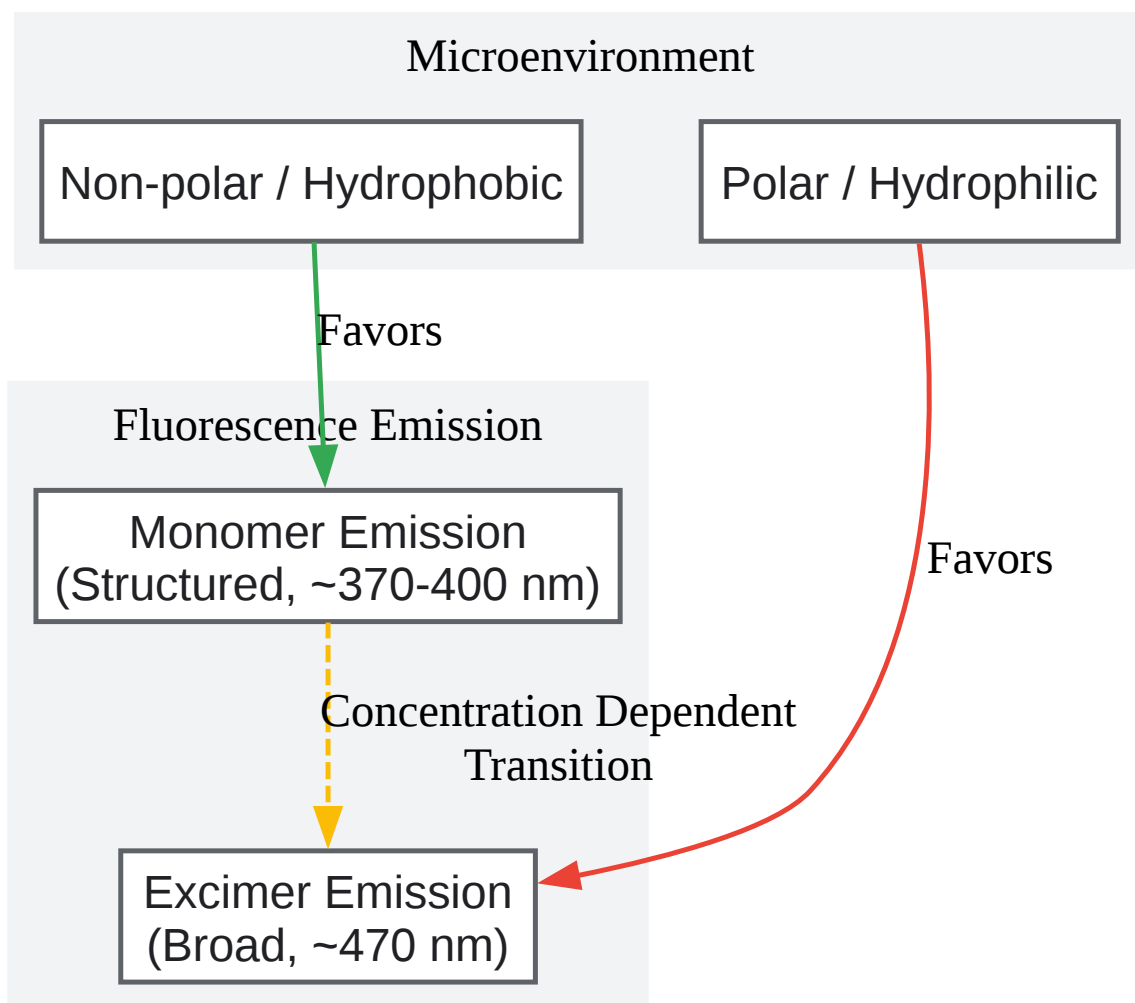 Microenvironment
Non-polar / Hydrophobic
Polar / Hydrophilic
Favors
Fluorescence Emission
Monomer Emission
(Structured, ~370-400 nm)
Favors
Concentration Dependent
Transition
Excimer Emission
(Broad, ~470 nm)